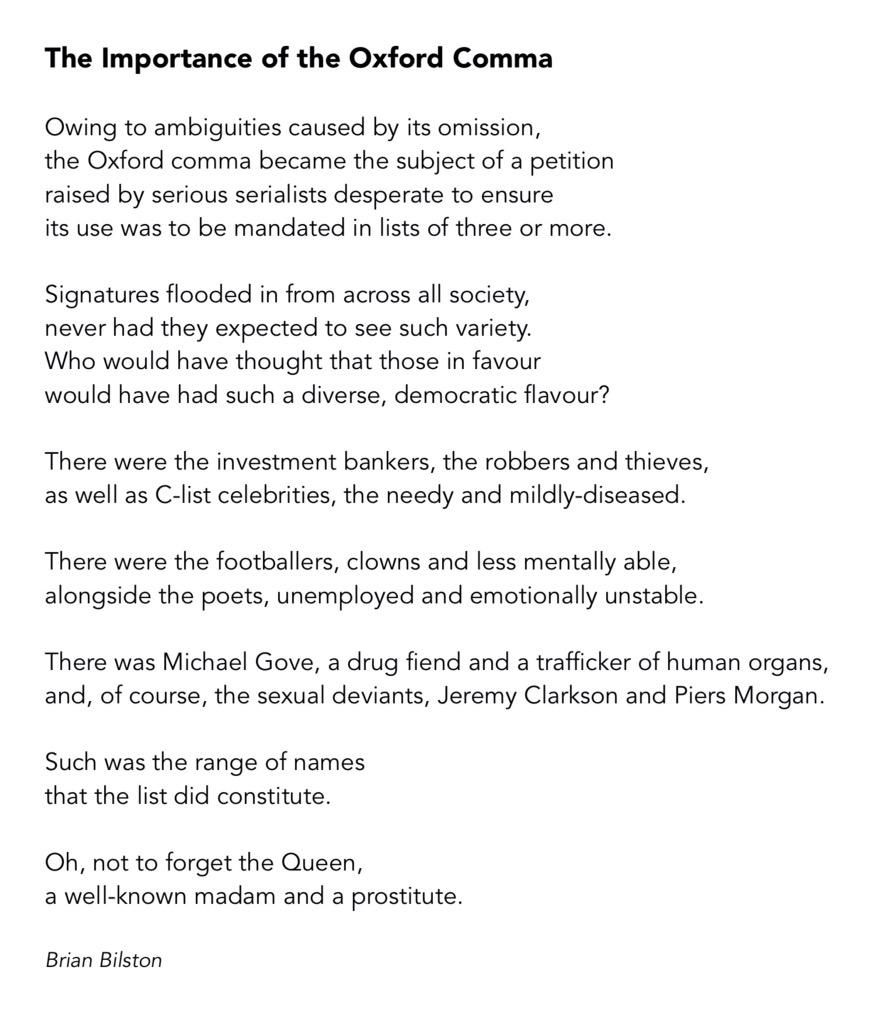 The Importance of the Oxford Comma
Owing to ambiguities caused by its omission,
the Oxford comma became the subject of a petition
raised by serious serialists desperate to ensure
its use was to be mandated in lists of three or more.
Signatures flooded in from across all society,
never had they expected to see such variety.
Who would have thought that those in favour
would have had such a diverse, democratic flavour?
There were the investment bankers, the robbers and thieves,
as well as C-list celebrities, the needy and mildly-diseased.
There were the footballers, clowns and less mentally able,
alongside the poets, unemployed and emotionally unstable.
There was Michael Gove, a drug fiend and a trafficker of human organs,
and, of course, the sexual deviants, Jeremy Clarkson and Piers Morgan.
Such was the range of names
that the list did constitute.
Oh, not to forget the Queen,
a well-known madam and a prostitute.
Brian Bilston